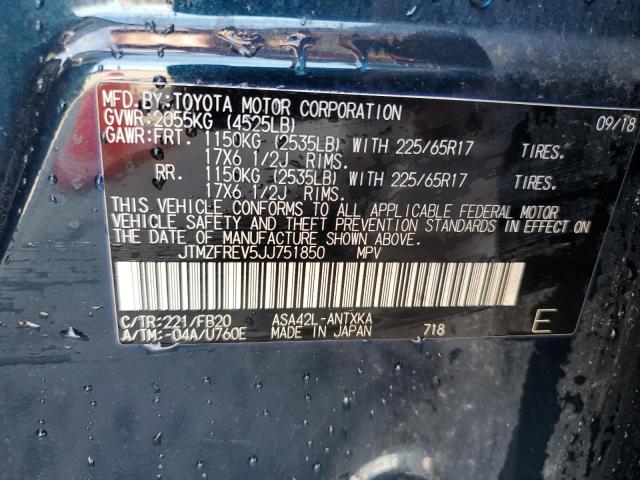 MFD.BY:TOYOTA MOTOR CORPORATION 09/18
GVWR:2055KG (4525LB)
GAWR:FRT. 1150KG (2535LB) WITH 225/65R17 TIRES.
17X6 1/2J RIMS.
RR. 1150KG (2535LB) WITH 225/65R17 TIRES.
17X6 1/2J RIMS.
THIS VEHICLE CONFORMS TO ALL APPLICABLE FEDERAL MOTOR
VEHICLE SAFETY AND THEFT PREVENTION STANDARDS IN EFFECT ON
THE DATE OF MANUFACTURE SHOWN ABOVE.
JTMZFREV5JJ751850 MPV
C/TR:221/FB20 ASA42L-ANTXKA
A/TM:-04A/U760E MADE IN JAPAN 718 E